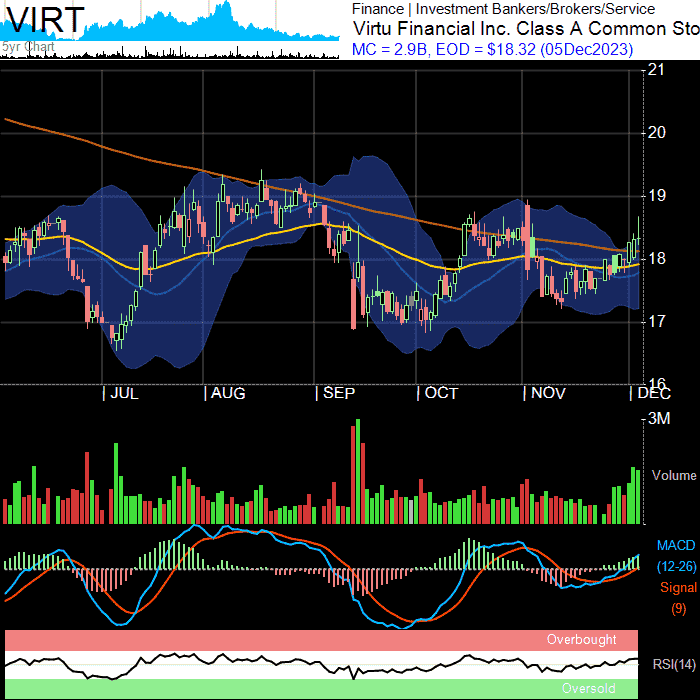 VIRT
5yr Chart
Finance | Investment Bankers/Brokers/Service
Virtu Financial Inc. Class A Common Sto
MC = 2.9B, EOD = $18.32 (05Dec2023)
21
20
19
18
17
16
| JUL | AUG | SEP | OCT | NOV | DEC
3M
Volume
MACD
(12-26)
Signal
(9)
Overbought
RSI(14)
Oversold